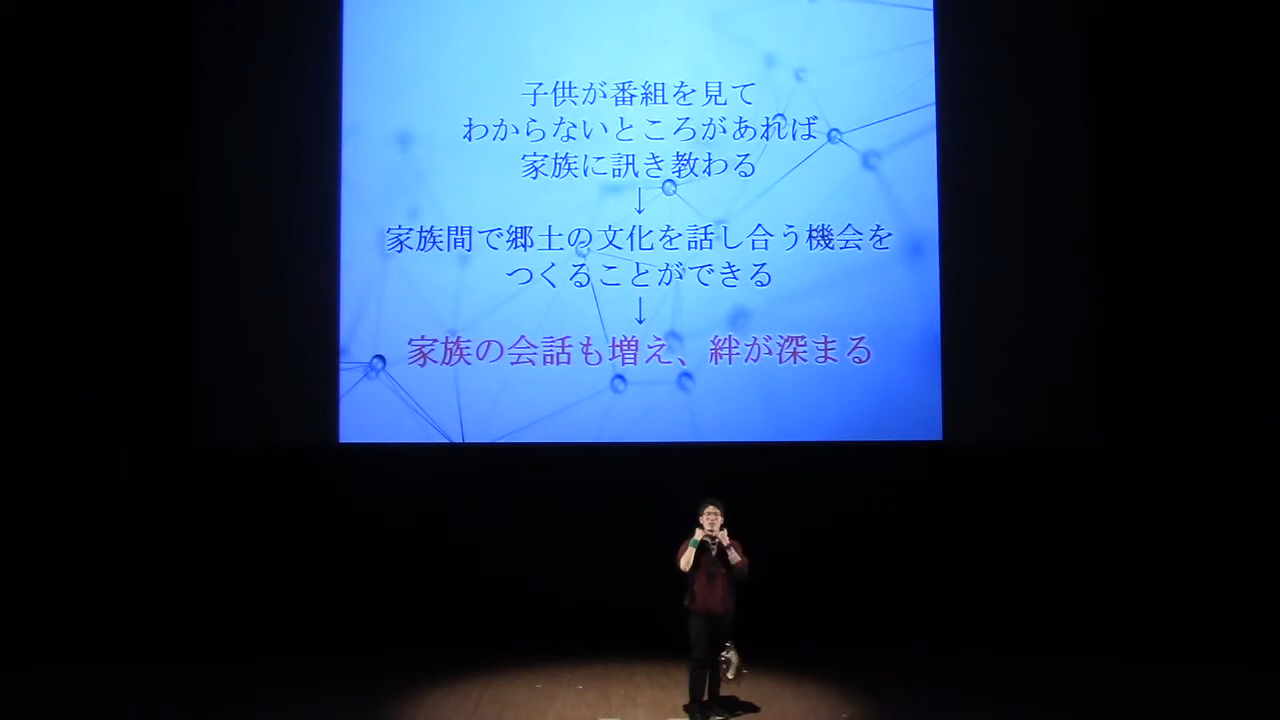 子供が番組を見て
わからないところがあれば
家族に訊き教わる
↓
家族間で郷土の文化を話し合う機会を
つくることができる
↓
家族の会話も増え、絆が深まる